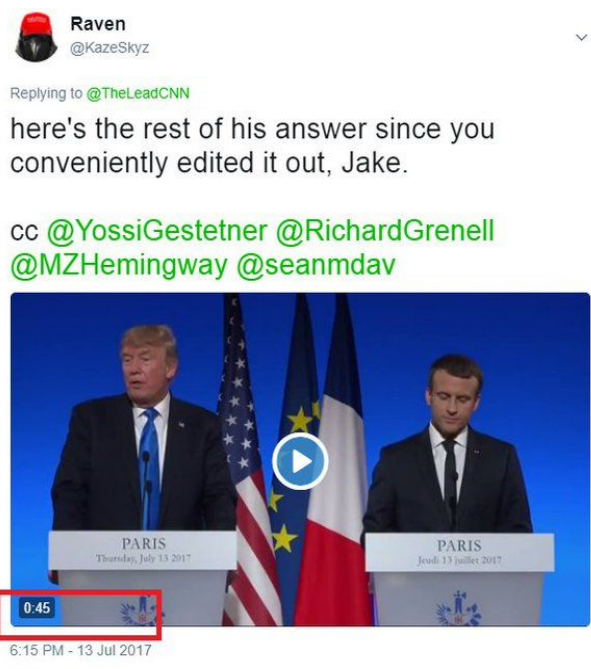 Raven
@KazeSkyz
Replying to @TheLeadCNN
here's the rest of his answer since you
conveniently edited it out, Jake.
cc @YossiGestetner @RichardGrenell
@MZHemingway @seanmdav
PARIS
Thursday, July 13 2017
PARIS
Jeudi 13 juillet 2017
0:45
6:15 PM - 13 Jul 2017